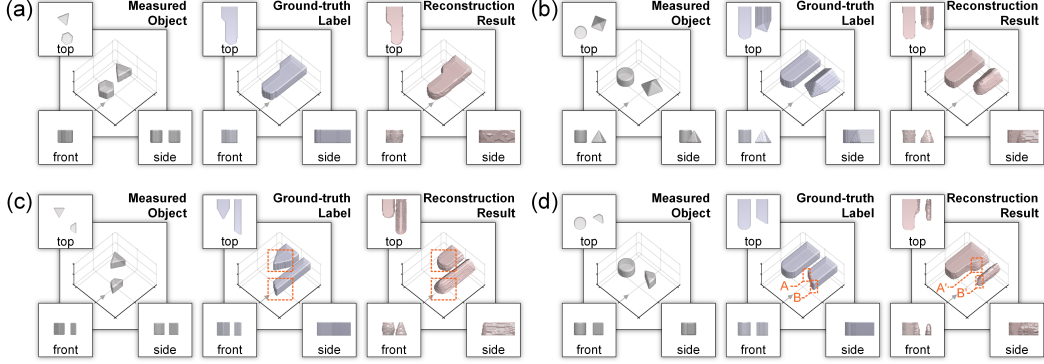 (a)
Measured
Object
Ground-truth
Label
Reconstruction
Result
top
top
top
front
side
front
side
front
side
(b)
Measured
Object
Ground-truth
Label
Reconstruction
Result
top
top
top
front
side
front
side
front
side
(c)
Measured
Object
Ground-truth
Label
Reconstruction
Result
top
top
top
front
side
front
side
front
side
(d)
Measured
Object
Ground-truth
Label
Reconstruction
Result
top
top
top
A
B
A'
B'
front
side
front
side
front
side